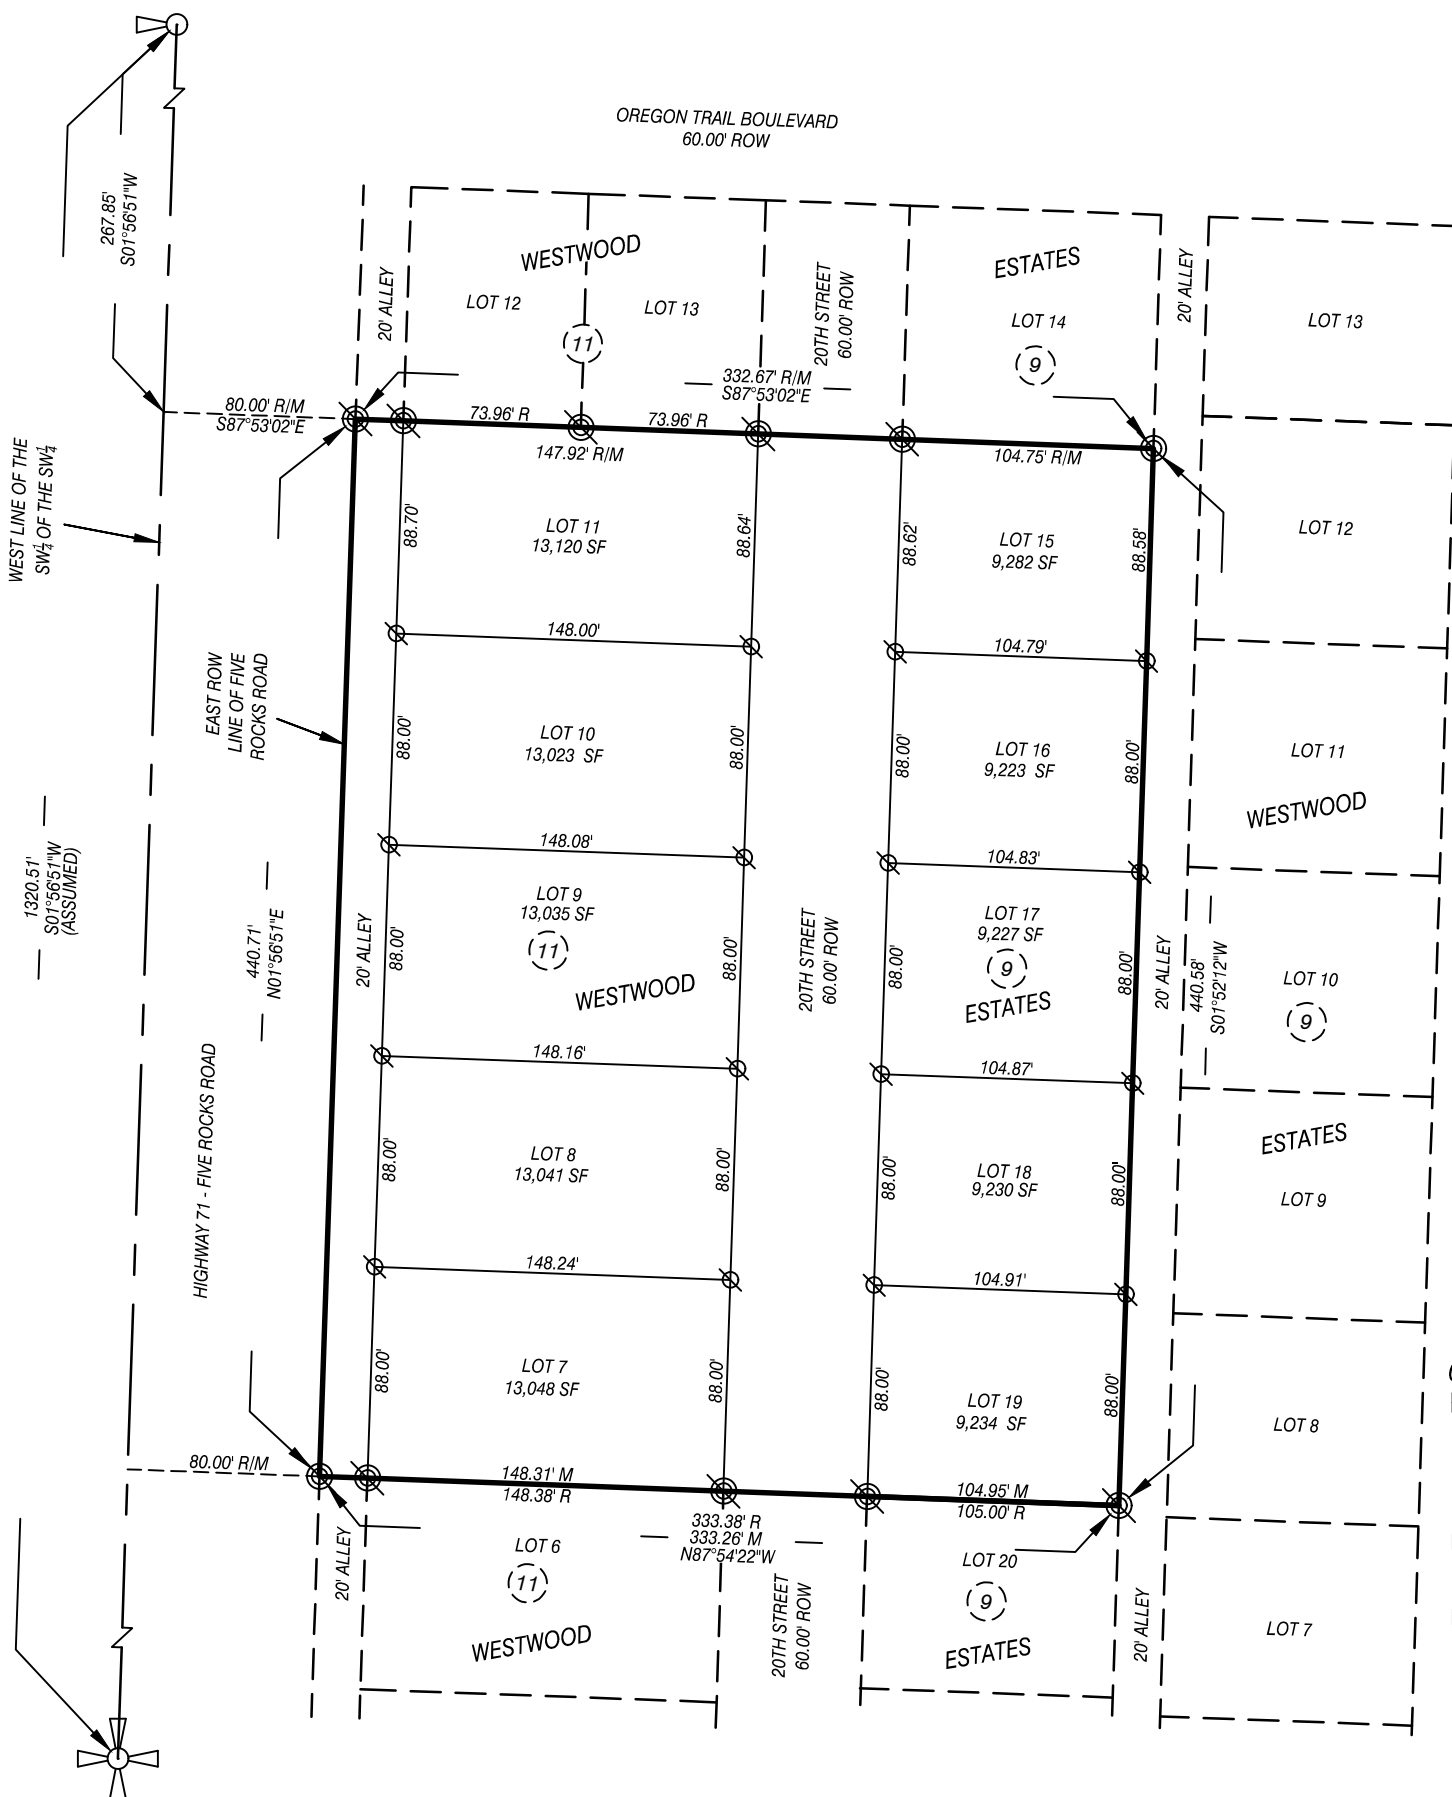 OREGON TRAIL BOULEVARD
60.00' ROW
267.85'
S01°56'51"W
20' ALLEY
WESTWOOD
LOT 12
LOT 13
11
20TH STREET
60.00' ROW
ESTATES
LOT 14
9
20' ALLEY
LOT 13
332.67' R/M
S87°53'02"E
80.00' R/M
S87°53'02"E
73.96' R
73.96' R
147.92' R/M
104.75' R/M
WEST LINE OF THE
SW1/4 OF THE SW1/4
88.70'
LOT 11
13,120 SF
88.64'
88.62'
LOT 15
9,282 SF
88.58'
LOT 12
148.00'
104.79'
EAST ROW
LINE OF FIVE
ROCKS ROAD
88.00'
LOT 10
13,023 SF
88.00'
88.00'
LOT 16
9,223 SF
88.00'
LOT 11
WESTWOOD
148.08'
104.83'
1320.51'
S01°56'51"W
(ASSUMED)
440.71'
N01°56'51"E
20' ALLEY
88.00'
LOT 9
13,035 SF
11
WESTWOOD
88.00'
20TH STREET
60.00' ROW
88.00'
LOT 17
9,227 SF
9
ESTATES
88.00'
20' ALLEY
440.58'
S01°52'12"W
LOT 10
9
148.16'
104.87'
HIGHWAY 71 - FIVE ROCKS ROAD
88.00'
LOT 8
13,041 SF
88.00'
88.00'
LOT 18
9,230 SF
88.00'
ESTATES
LOT 9
148.24'
104.91'
88.00'
LOT 7
13,048 SF
88.00'
88.00'
LOT 19
9,234 SF
88.00'
LOT 8
80.00' R/M
148.31' M
148.38' R
104.95' M
105.00' R
333.38' R
333.26' M
N87°54'22"W
20' ALLEY
LOT 6
11
WESTWOOD
20TH STREET
60.00' ROW
LOT 20
9
ESTATES
20' ALLEY
LOT 7